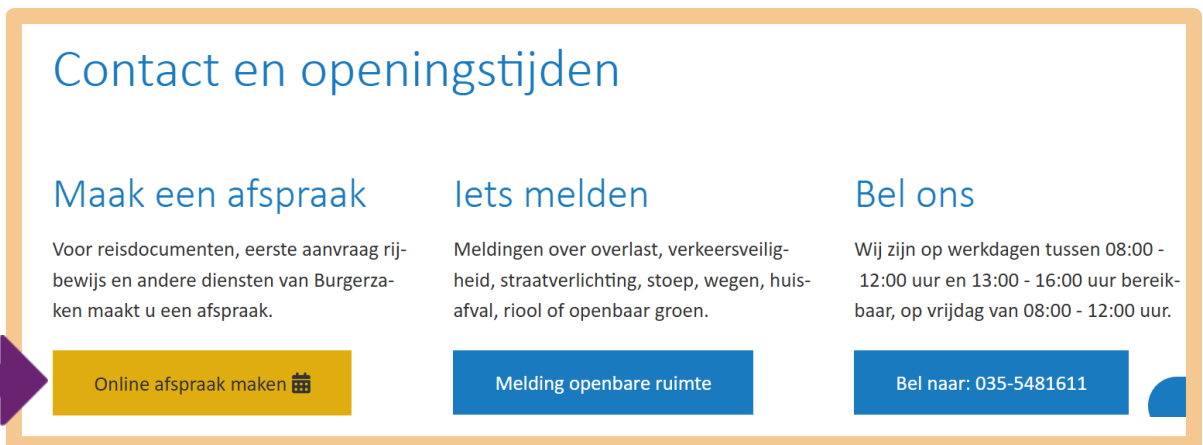 Contact en openingstijden
Maak een afspraak
Voor reisdocumenten, eerste aanvraag rij-
bewijs en andere diensten van Burgerza-
ken maakt u een afspraak.
Online afspraak maken
Iets melden
Meldingen over overlast, verkeersveilig-
heid, straatverlichting, stoep, wegen, huis-
afval, riool of openbaar groen.
Melding openbare ruimte
Bel ons
Wij zijn op werkdagen tussen 08:00 -
12:00 uur en 13:00 - 16:00 uur bereik-
baar, op vrijdag van 08:00 - 12:00 uur.
Bel naar: 035-5481611